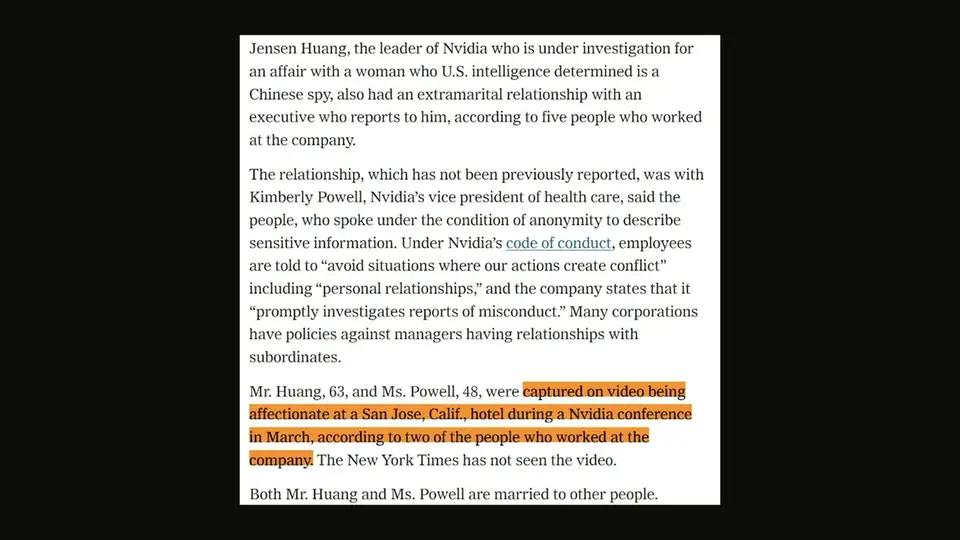 Jensen Huang, the leader of Nvidia who is under investigation for
an affair with a woman who U.S. intelligence determined is a
Chinese spy, also had an extramarital relationship with an
executive who reports to him, according to five people who worked
at the company.
The relationship, which has not been previously reported, was with
Kimberly Powell, Nvidia’s vice president of health care, said the
people, who spoke under the condition of anonymity to describe
sensitive information. Under Nvidia’s code of conduct, employees
are told to “avoid situations where our actions create conflict”
including “personal relationships,” and the company states that it
“promptly investigates reports of misconduct.” Many corporations
have policies against managers having relationships with
subordinates.
Mr. Huang, 63, and Ms. Powell, 48, were captured on video being
affectionate at a San Jose, Calif., hotel during a Nvidia conference
in March, according to two of the people who worked at the
company. The New York Times has not seen the video.
Both Mr. Huang and Ms. Powell are married to other people.